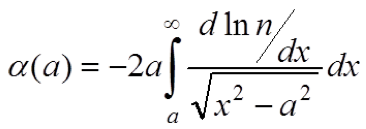 α(a) = −2a ∫ₐ^∞ (d ln n / dx) / √(x² − a²) dx